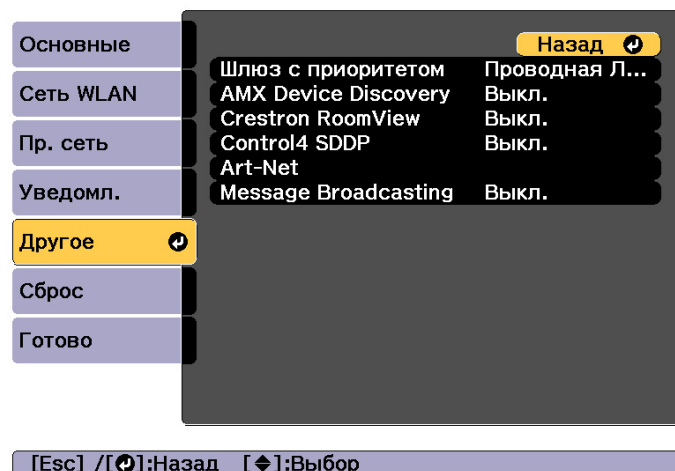 Основные
Сеть WLAN
Пр. сеть
Уведомл.
Другое
Сброс
Готово
Назад
Шлюз с приоритетом Проводная Л...
AMX Device Discovery Выкл.
Crestron RoomView Выкл.
Control4 SDDP Выкл.
Art-Net
Message Broadcasting Выкл.
[Esc] /[⏎]:Назад [◆]:Выбор